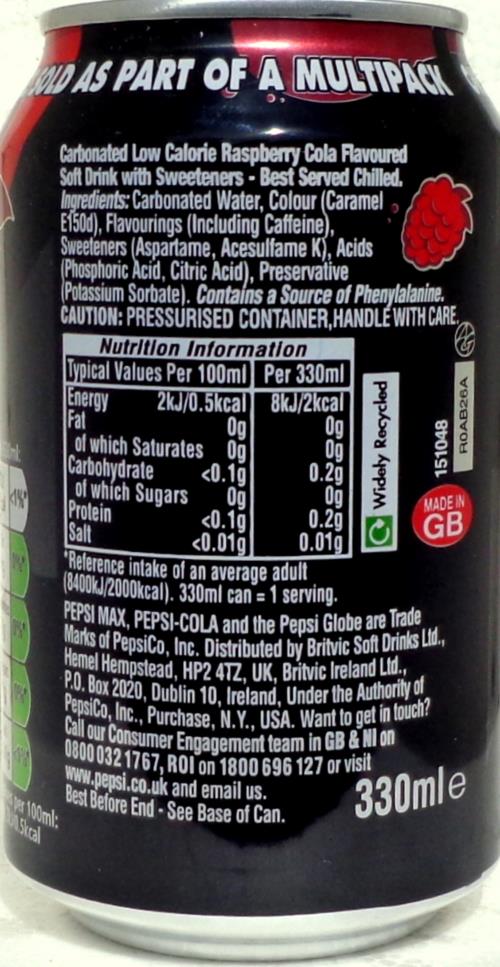 SOLD AS PART OF A MULTIPACK
Carbonated Low Calorie Raspberry Cola Flavoured
Soft Drink with Sweeteners - Best Served Chilled.
Ingredients: Carbonated Water, Colour (Caramel
E150d), Flavourings (Including Caffeine),
Sweeteners (Aspartame, Acesulfame K), Acids
(Phosphoric Acid, Citric Acid), Preservative
(Potassium Sorbate). Contains a Source of Phenylalanine.
CAUTION: PRESSURISED CONTAINER,HANDLE WITH CARE.
Nutrition Information
Typical Values Per 100ml Per 330ml
Energy 2kJ/0.5kcal 8kJ/2kcal
Fat 0g 0g
of which Saturates 0g 0g
Carbohydrate <0.1g 0.2g
of which Sugars 0g 0g
Protein <0.1g 0.2g
Salt <0.01g 0.01g
Widely Recycled
151048
R0AB26A
MADE IN
GB
*Reference intake of an average adult
(8400kJ/2000kcal). 330ml can = 1 serving.
PEPSI MAX, PEPSI-COLA and the Pepsi Globe are Trade
Marks of PepsiCo, Inc. Distributed by Britvic Soft Drinks Ltd.,
Hemel Hempstead, HP2 4TZ, UK, Britvic Ireland Ltd.,
P.O. Box 2020, Dublin 10, Ireland, Under the Authority of
PepsiCo, Inc., Purchase, N.Y., USA. Want to get in touch?
Call our Consumer Engagement team in GB & NI on
0800 032 1767, ROI on 1800 696 127 or visit
www.pepsi.co.uk and email us.
Best Before End - See Base of Can.
330ml e
<1%*
0%*
0%*
0%*
per 100ml:
0.5kcal